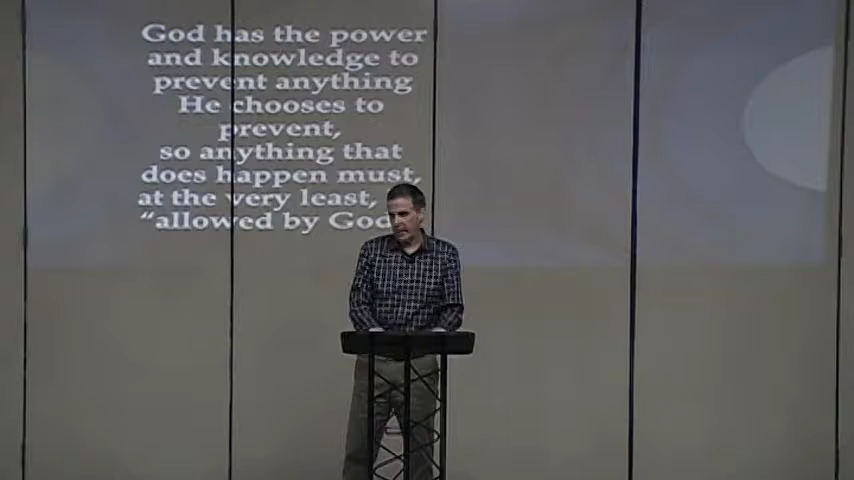 God has the power
and knowledge to
prevent anything
He chooses to
prevent,
so anything that
does happen must,
at the very least,
“allowed by God